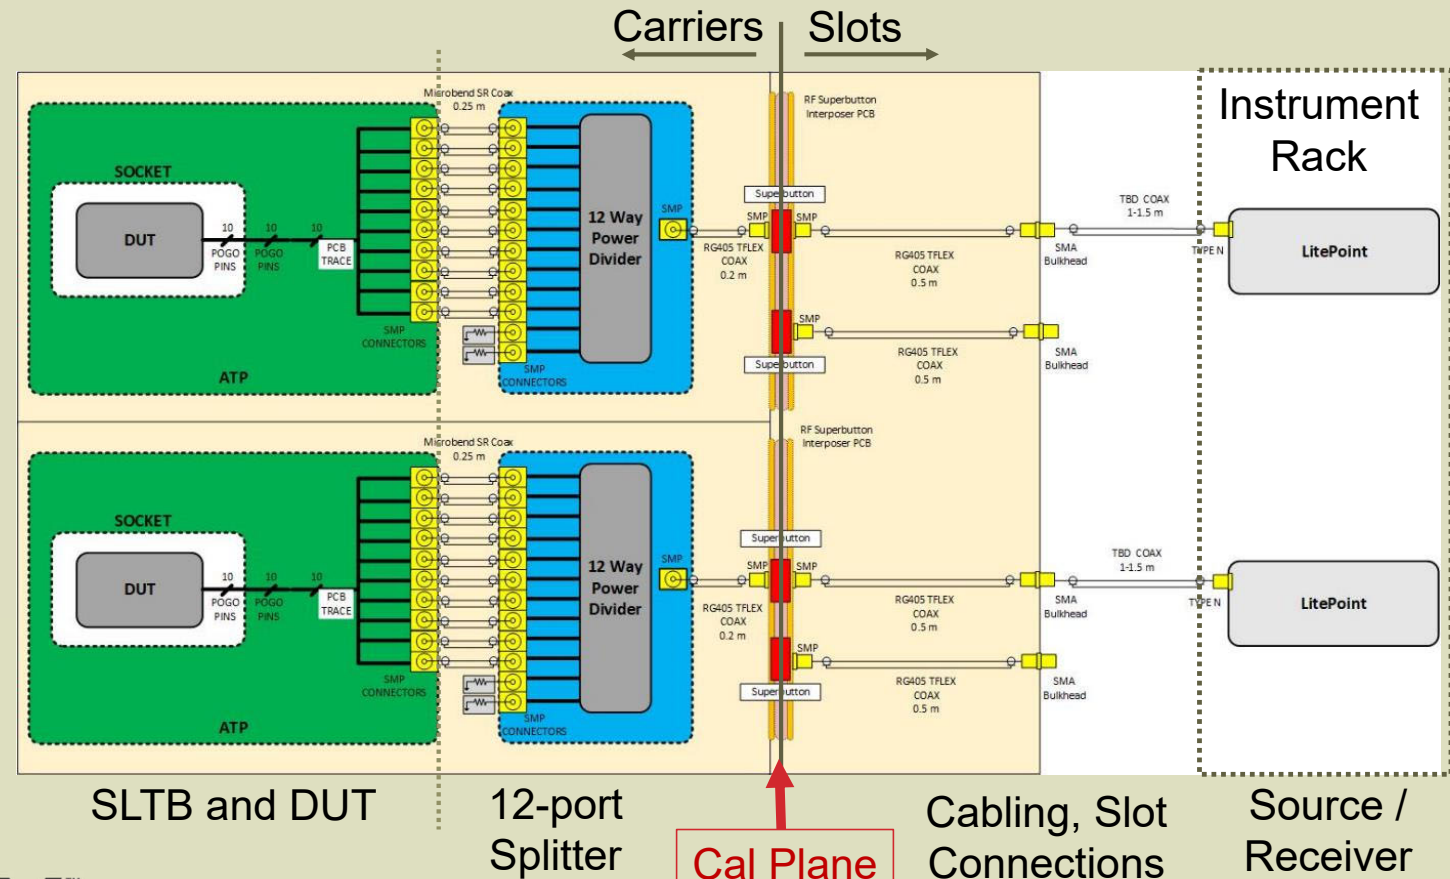 Carriers
Slots
Microbend SR Coax
0.25 m
RF Superbutton
Interposer PCB
Instrument
Rack
SOCKET
DUT
10
POGO
PINS
10
POGO
PINS
10
PCB
TRACE
SMP
CONNECTORS
ATP
12 Way
Power
Divider
SMP
CONNECTORS
SMP
RG405 TFLEX
COAX
0.2 m
Superbutton
SMP
SMP
RG405 TFLEX
COAX
0.5 m
SMA
Bulkhead
TBD COAX
1-1.5 m
TYPE N
LitePoint
SMP
Superbutton
RG405 TFLEX
COAX
0.5 m
SMA
Bulkhead
Microbend SR Coax
0.25 m
RF Superbutton
Interposer PCB
SOCKET
DUT
10
POGO
PINS
10
POGO
PINS
10
PCB
TRACE
SMP
CONNECTORS
ATP
12 Way
Power
Divider
SMP
CONNECTORS
SMP
RG405 TFLEX
COAX
0.2 m
Superbutton
SMP
SMP
RG405 TFLEX
COAX
0.5 m
SMA
Bulkhead
TBD COAX
1-1.5 m
TYPE N
LitePoint
SMP
Superbutton
RG405 TFLEX
COAX
0.5 m
SMA
Bulkhead
SLTB and DUT
12-port
Splitter
Cal Plane
Cabling, Slot
Connections
Source /
Receiver